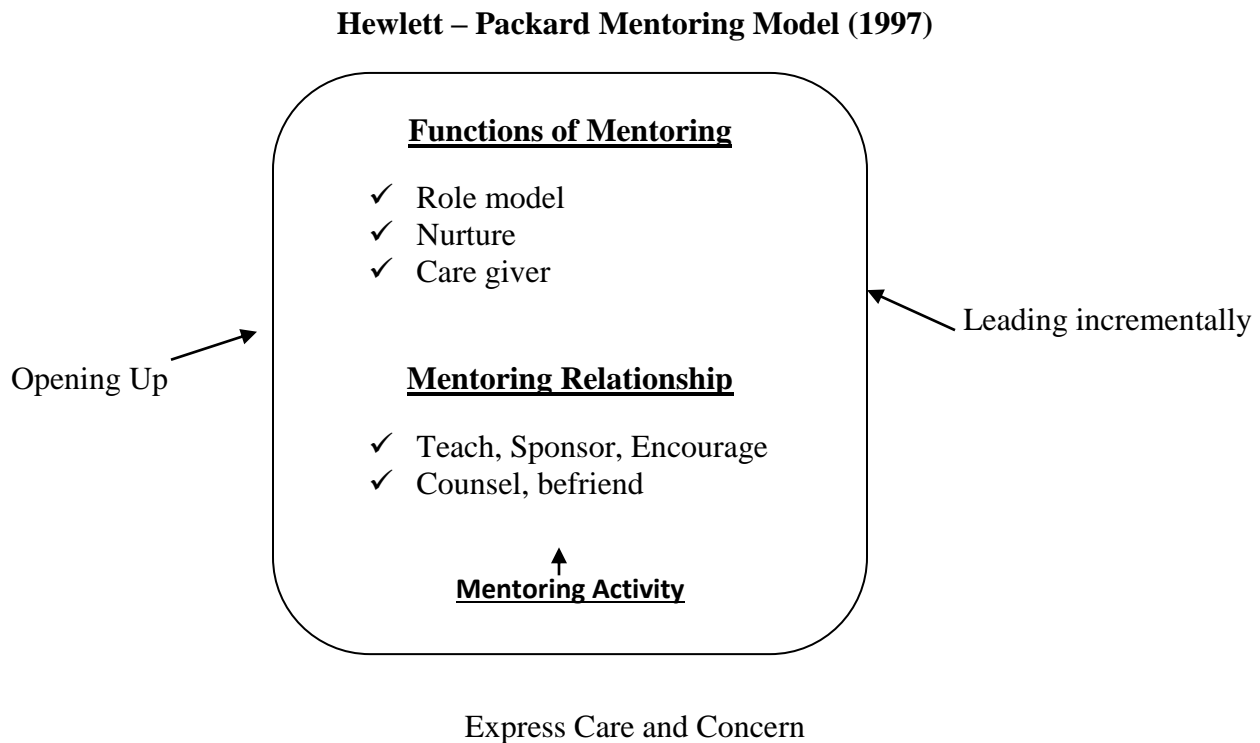 Hewlett – Packard Mentoring Model (1997)
Functions of Mentoring
✓ Role model
✓ Nurture
✓ Care giver
Leading incrementally
Opening Up
Mentoring Relationship
✓ Teach, Sponsor, Encourage
✓ Counsel, befriend
Mentoring Activity
Express Care and Concern